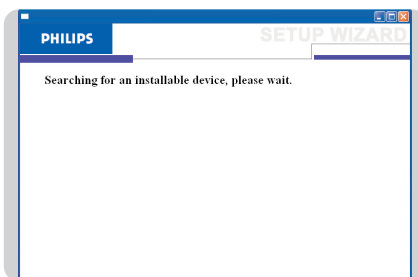 PHILIPS
SETUP WIZARD
Searching for an installable device, please wait.